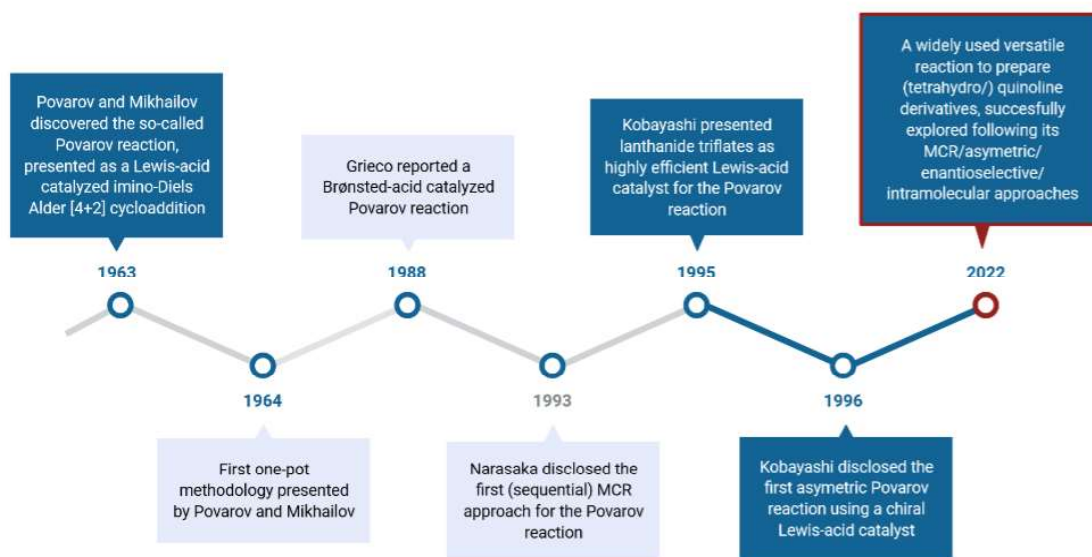 Povarov and Mikhailov
discovered the so-called
Povarov reaction,
presented as a Lewis-acid
catalyzed imino-Diels
Alder [4+2] cycloaddition
1963
First one-pot
methodology presented
by Povarov and Mikhailov
1964
Grieco reported a
Brønsted-acid catalyzed
Povarov reaction
1988
Narasaka disclosed the
first (sequential) MCR
approach for the Povarov
reaction
1993
Kobayashi presented
lanthanide triflates as
highly efficient Lewis-acid
catalyst for the Povarov
reaction
1995
Kobayashi disclosed the
first asymetric Povarov
reaction using a chiral
Lewis-acid catalyst
1996
A widely used versatile
reaction to prepare
(tetrahydro/) quinoline
derivatives, succesfully
explored following its
MCR/asymetric/
enantioselective/
intramolecular approaches
2022